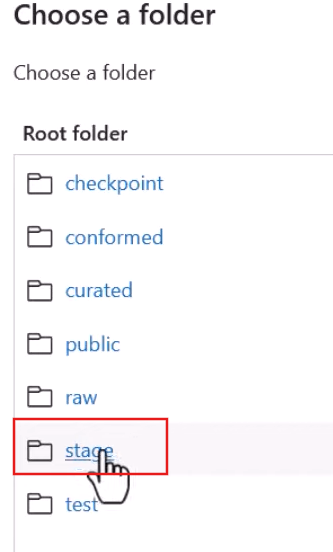 Choose a folder
Choose a folder
Root folder
checkpoint
conformed
curated
public
raw
stage
test